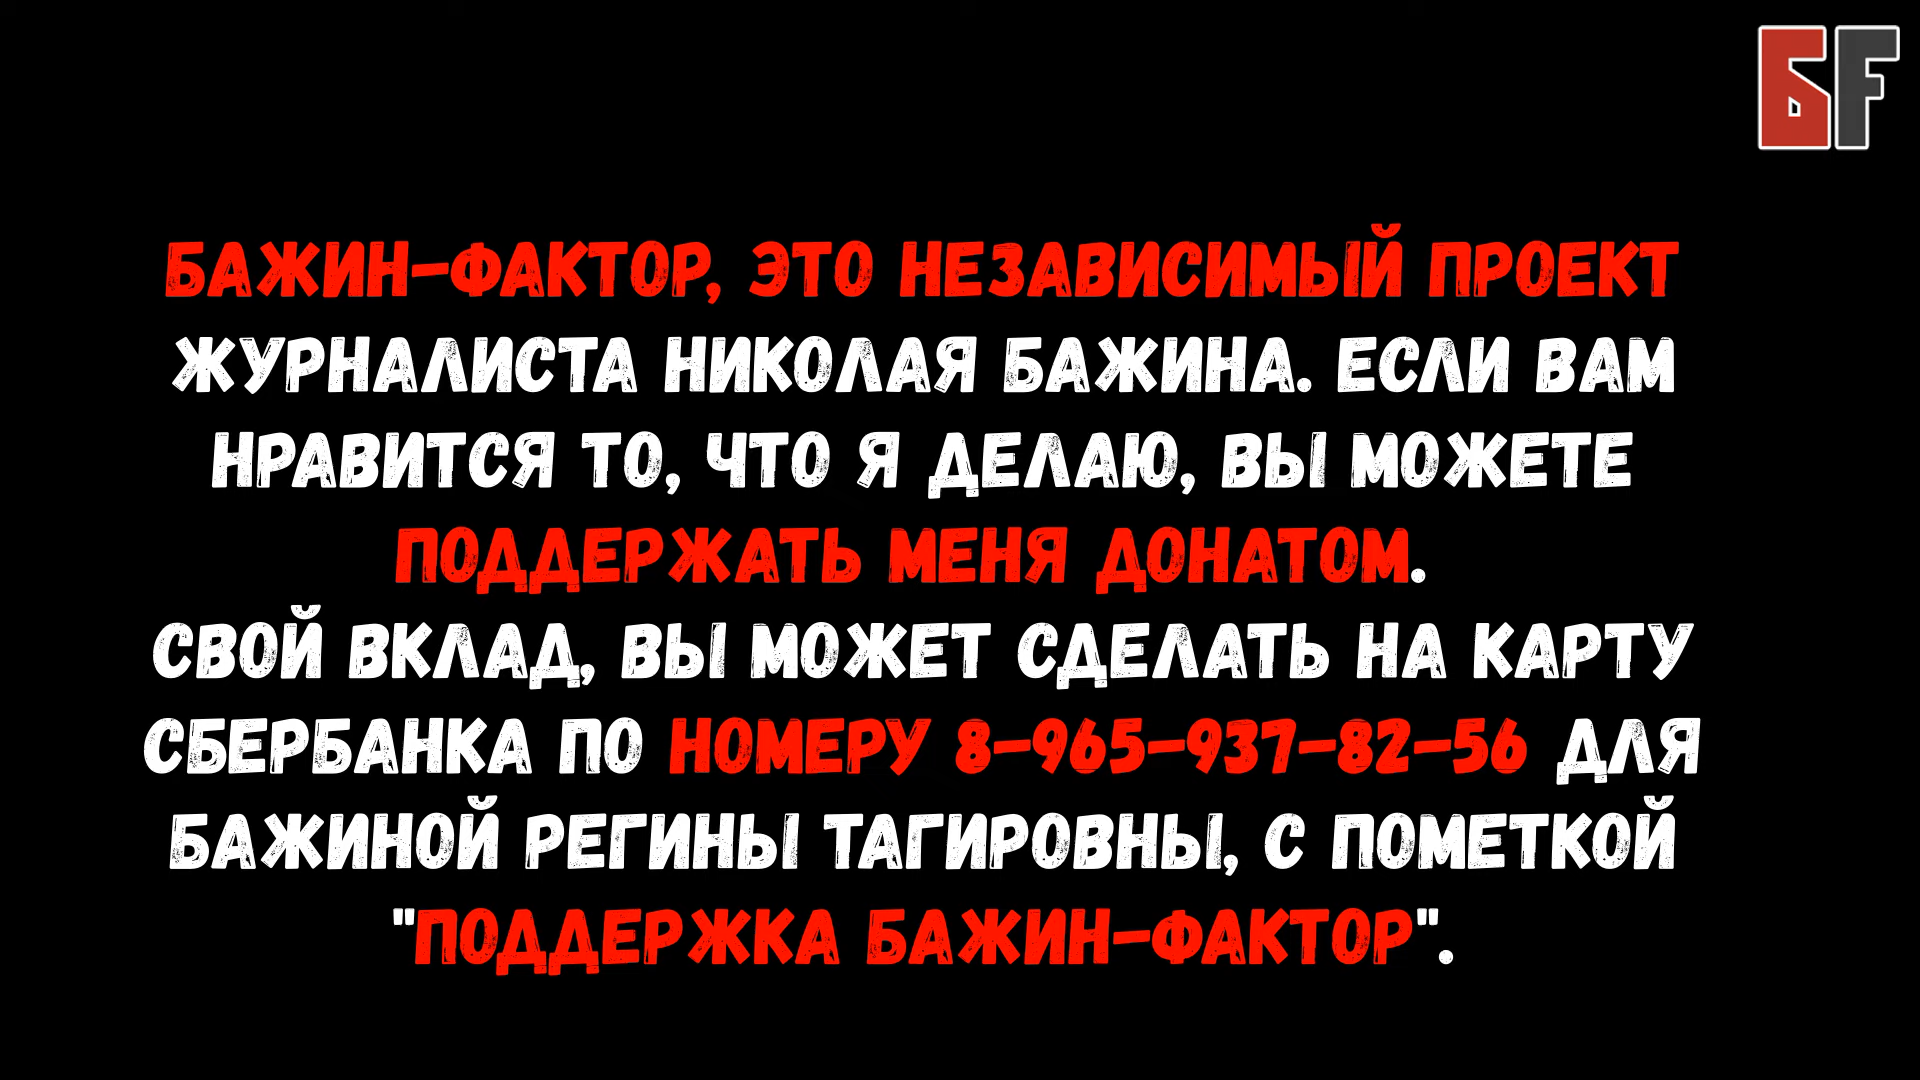 БF
БАЖИН-ФАКТОР, ЭТО НЕЗАВИСИМЫЙ ПРОЕКТ
ЖУРНАЛИСТА НИКОЛАЯ БАЖИНА. ЕСЛИ ВАМ
НРАВИТСЯ ТО, ЧТО Я ДЕЛАЮ, ВЫ МОЖЕТЕ
ПОДДЕРЖАТЬ МЕНЯ ДОНАТОМ.
СВОЙ ВКЛАД, ВЫ МОЖЕТ СДЕЛАТЬ НА КАРТУ
СБЕРБАНКА ПО НОМЕРУ 8-965-937-82-56 ДЛЯ
БАЖИНОЙ РЕГИНЫ ТАГИРОВНЫ, С ПОМЕТКОЙ
"ПОДДЕРЖКА БАЖИН-ФАКТОР".